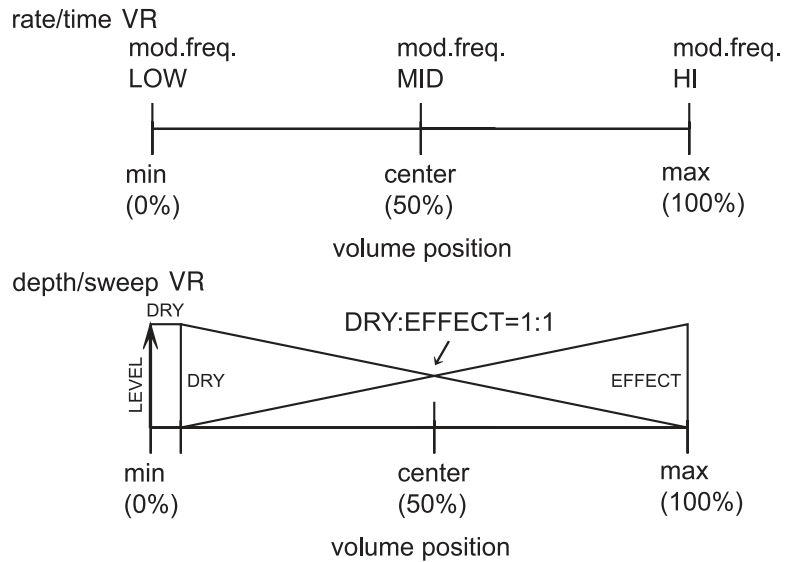 rate/time VR
mod.freq. mod.freq. mod.freq.
LOW MID HI
min center max
(0%) (50%) (100%)
volume position
depth/sweep VR
DRY
DRY:EFFECT=1:1
LEVEL
DRY
EFFECT
min center max
(0%) (50%) (100%)
volume position